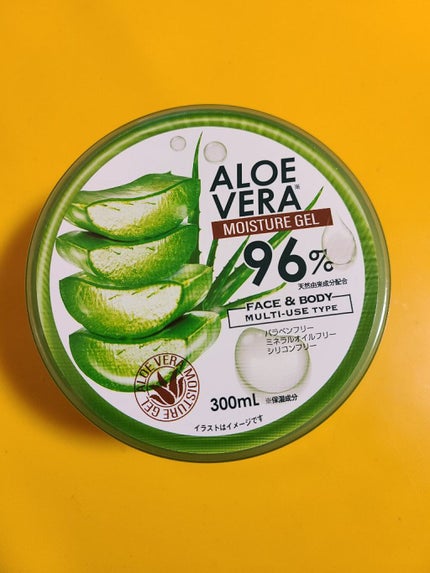 ALOE
VERA※
MOISTURE GEL
96%
天然由来成分配合
FACE & BODY
MULTI-USE TYPE
パラベンフリー
ミネラルオイルフリー
シリコンフリー
300mL ※保湿成分
イラストはイメージです
ALOE VERA MOISTURE GEL